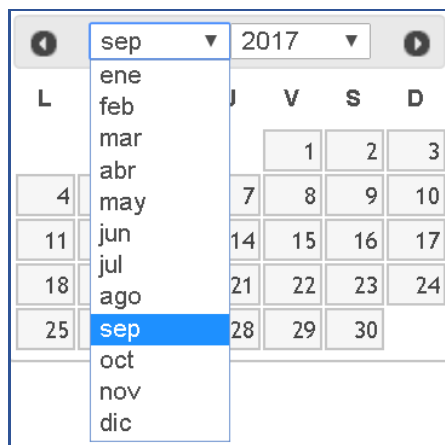 sep 2017
L J V S D
ene
feb
mar
abr
may
jun
jul
ago
sep
oct
nov
dic
1 2 3
4 7 8 9 10
11 14 15 16 17
18 21 22 23 24
25 28 29 30